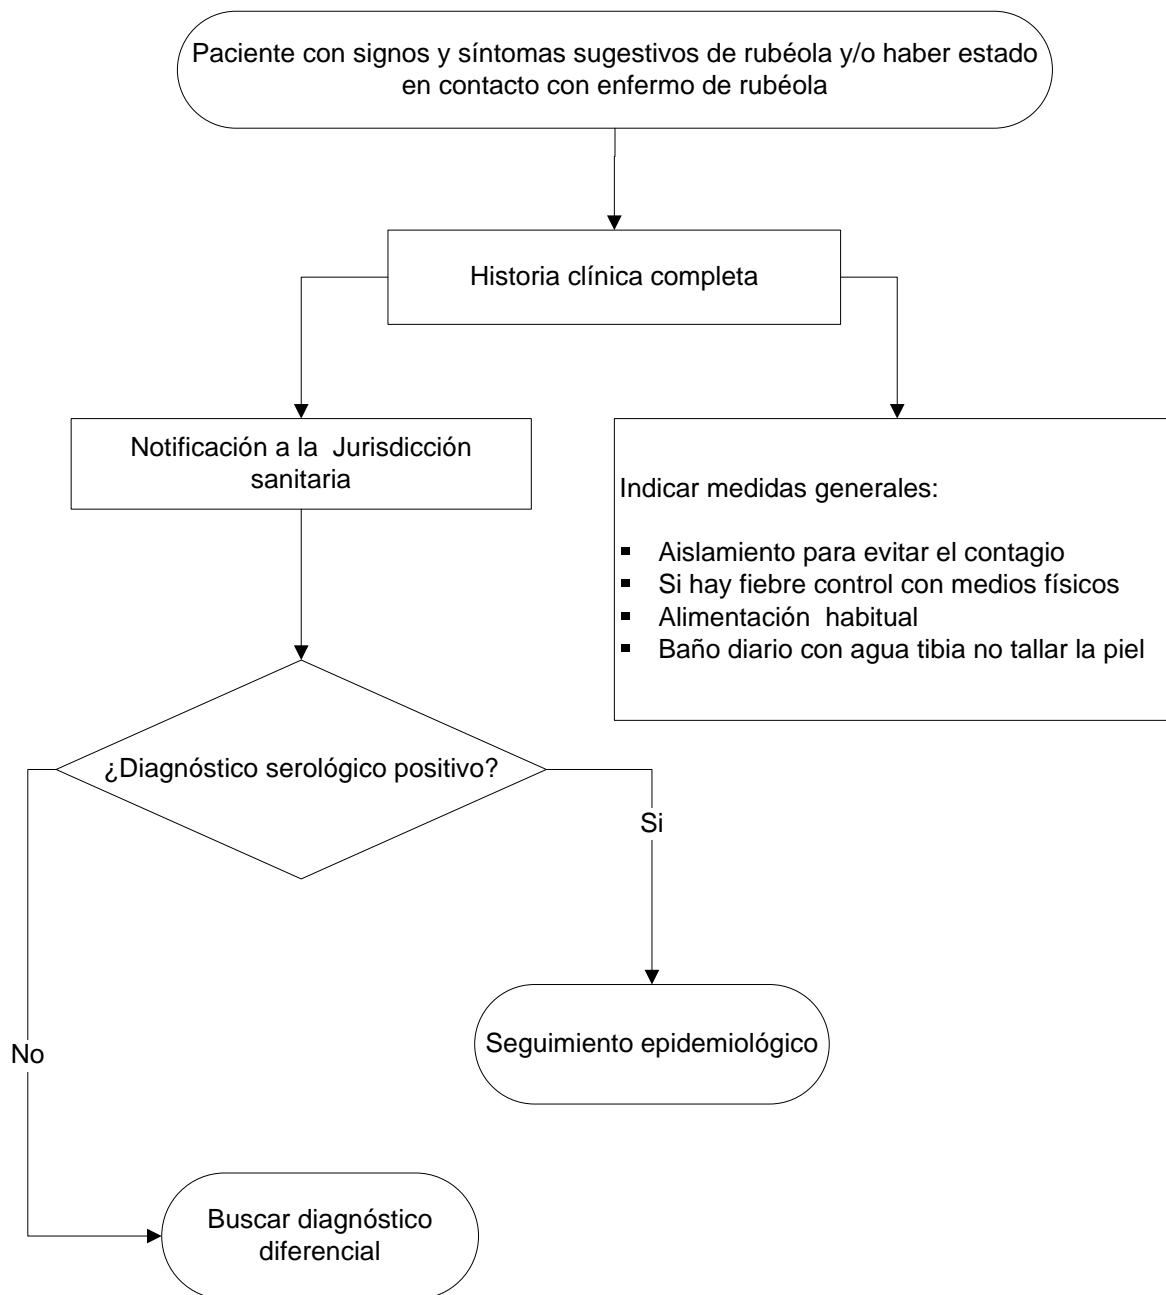 Paciente con signos y síntomas sugestivos de rubéola y/o haber estado
en contacto con enfermo de rubéola
Historia clínica completa
Notificación a la Jurisdicción
sanitaria
Indicar medidas generales:
▪ Aislamiento para evitar el contagio
▪ Si hay fiebre control con medios físicos
▪ Alimentación habitual
▪ Baño diario con agua tibia no tallar la piel
¿Diagnóstico serológico positivo?
Si
Seguimiento epidemiológico
No
Buscar diagnóstico
diferencial